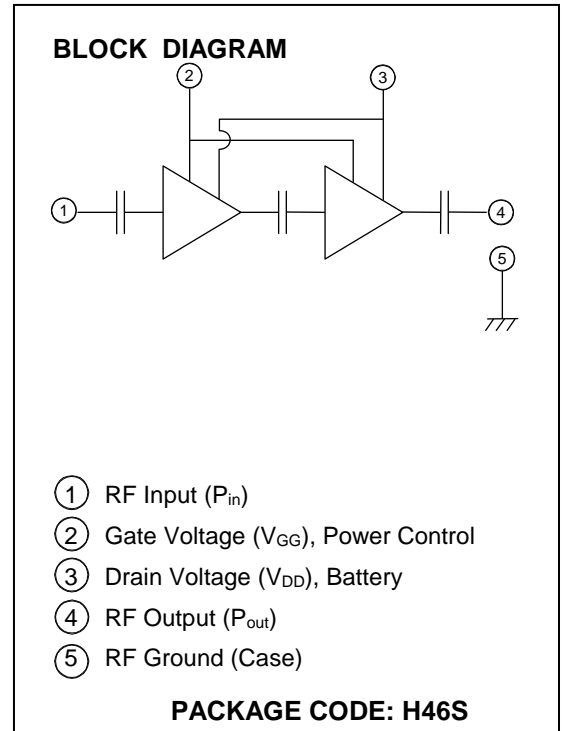 BLOCK DIAGRAM
2
3
1
4
5
1 RF Input (Pin)
2 Gate Voltage (VGG), Power Control
3 Drain Voltage (VDD), Battery
4 RF Output (Pout)
5 RF Ground (Case)
PACKAGE CODE: H46S